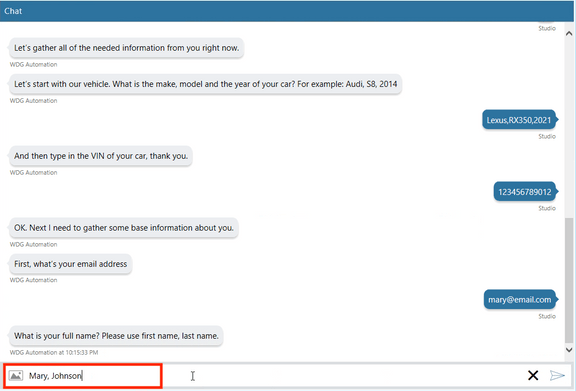 Chat
Studio
Let's gather all of the needed information from you right now.
WDG Automation
Let's start with our vehicle. What is the make, model and the year of your car? For example: Audi, S8, 2014
WDG Automation
Lexus,RX350,2021
Studio
And then type in the VIN of your car, thank you.
WDG Automation
123456789012
Studio
OK. Next I need to gather some base information about you.
WDG Automation
First, what's your email address
WDG Automation
mary@email.com
Studio
What is your full name? Please use first name, last name.
WDG Automation at 10:15:33 PM
Mary, Johnson